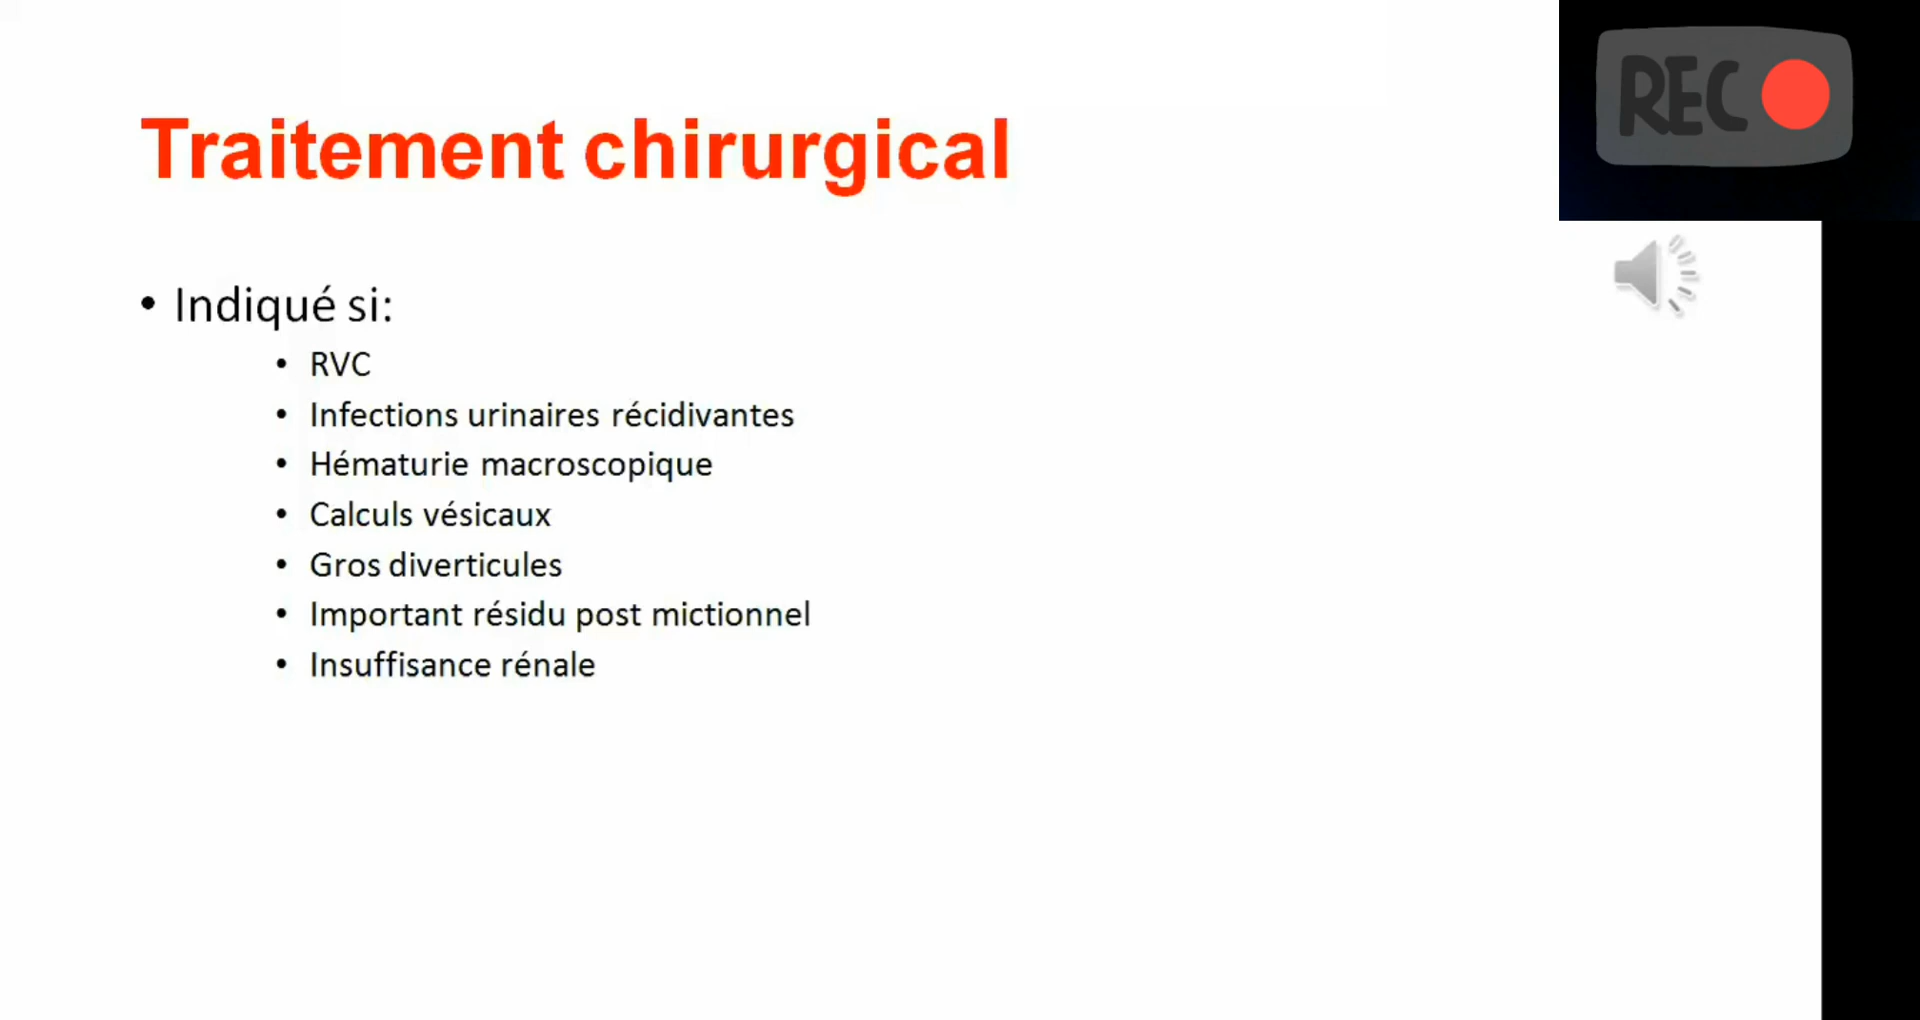 REC
Traitement chirurgical
• Indiqué si:
• RVC
• Infections urinaires récidivantes
• Hématurie macroscopique
• Calculs vésicaux
• Gros diverticules
• Important résidu post mictionnel
• Insuffisance rénale